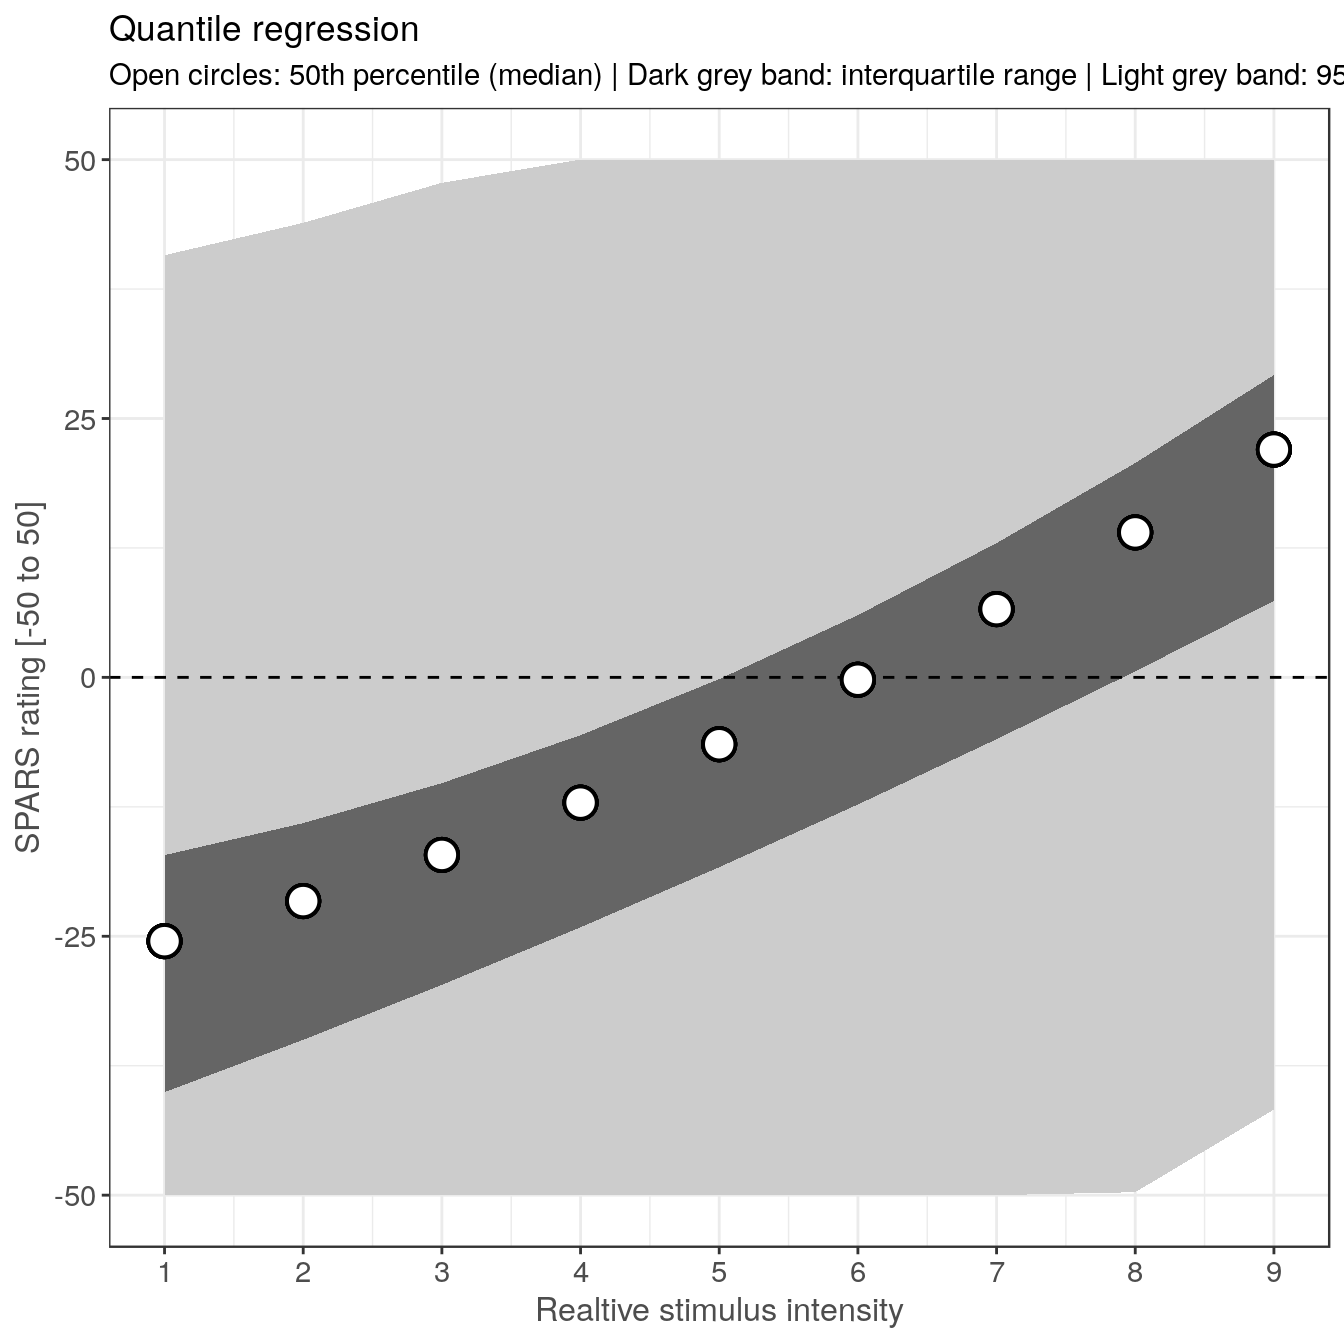 Quantile regression
Open circles: 50th percentile (median) | Dark grey band: interquartile range | Light grey band: 95
SPARS rating [-50 to 50]
50
25
0
-25
-50
1 2 3 4 5 6 7 8 9
Realtive stimulus intensity